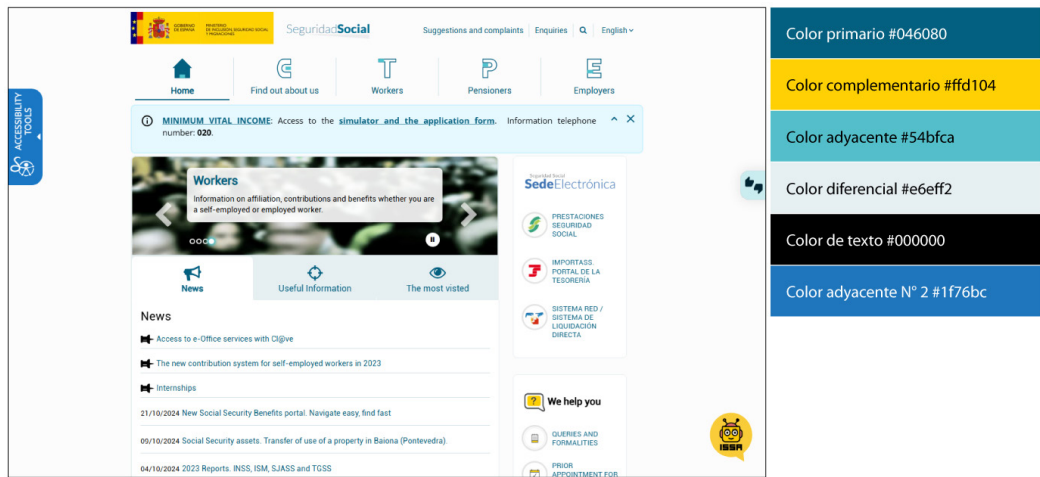 GOBIERNO
DE ESPAÑA
MINISTERIO
DE INCLUSIÓN, SEGURIDAD SOCIAL
Y MIGRACIONES
SeguridadSocial
Suggestions and complaints
Enquiries
English
Home
Find out about us
Workers
Pensioners
Employers
ACCESSIBILITY
TOOLS
MINIMUM VITAL INCOME: Access to the simulator and the application form. Information telephone
number: 020.
Workers
Information on affiliation, contributions and benefits whether you are
a self-employed or employed worker.
News
Useful Information
The most visted
News
Access to e-Office services with Cl@ve
The new contribution system for self-employed workers in 2023
Internships
21/10/2024 New Social Security Benefits portal. Navigate easy, find fast
09/10/2024 Social Security assets. Transfer of use of a property in Baiona (Pontevedra).
04/10/2024 2023 Reports. INSS, ISM, SJASS and TGSS
Seguridad Social
SedeElectrónica
PRESTACIONES
SEGURIDAD
SOCIAL
IMPORTASS.
PORTAL DE LA
TESORERÍA
SISTEMA RED /
SISTEMA DE
LIQUIDACIÓN
DIRECTA
We help you
QUERIES AND
FORMALITIES
PRIOR
APPOINTMENT FOR
ISSA
Color primario #046080
Color complementario #ffd104
Color adyacente #54bfca
Color diferencial #e6eff2
Color de texto #000000
Color adyacente N° 2 #1f76bc